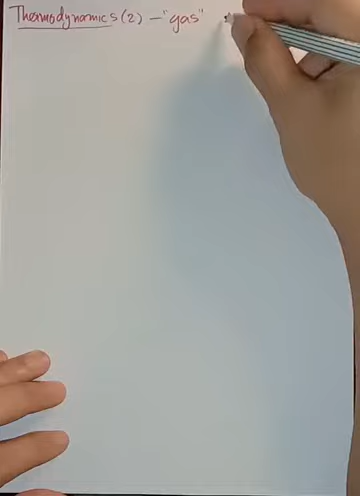 Thermodynamics (2) - "gas"